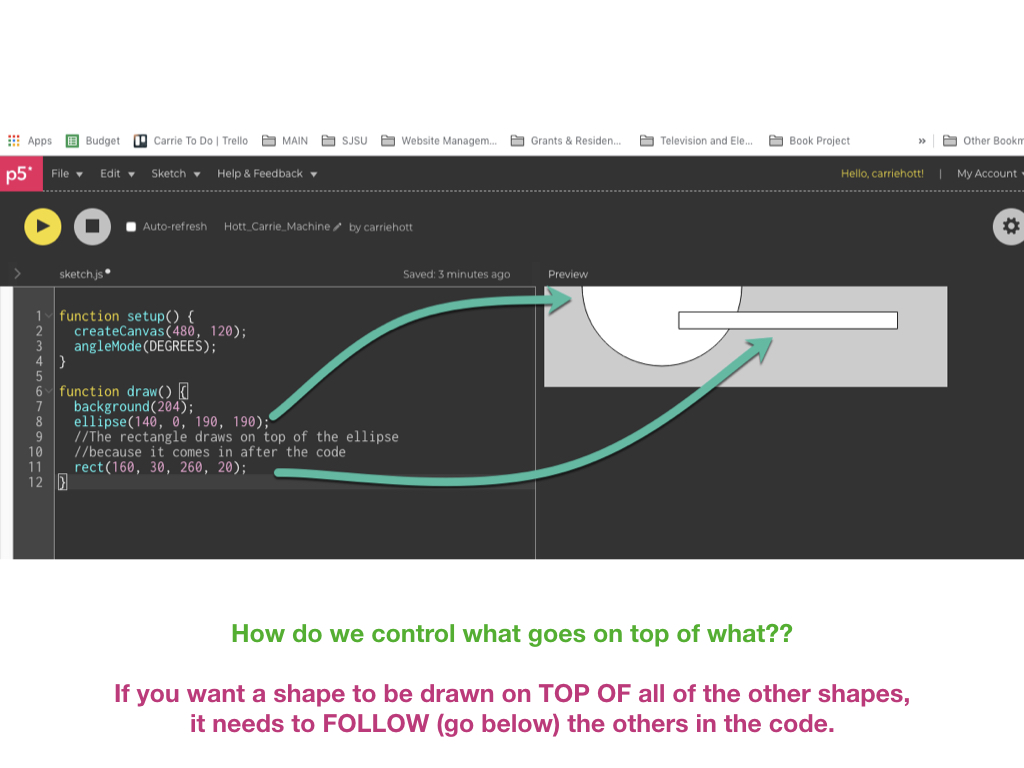 Apps Budget Carrie To Do | Trello MAIN SJSU Website Managem... Grants & Residen... Television and Ele... Book Project » Other Bookm
p5* File Edit Sketch Help & Feedback Hello, carriehott! | My Account
Auto-refresh Hott_Carrie_Machine by carriehott
sketch.js Saved: 3 minutes ago Preview
1 function setup() {
2 createCanvas(480, 120);
3 angleMode(DEGREES);
4 }
5
6 function draw() {
7 background(204);
8 ellipse(140, 0, 190, 190);
9 //The rectangle draws on top of the ellipse
10 //because it comes in after the code
11 rect(160, 30, 260, 20);
12 }
How do we control what goes on top of what??
If you want a shape to be drawn on TOP OF all of the other shapes,
it needs to FOLLOW (go below) the others in the code.